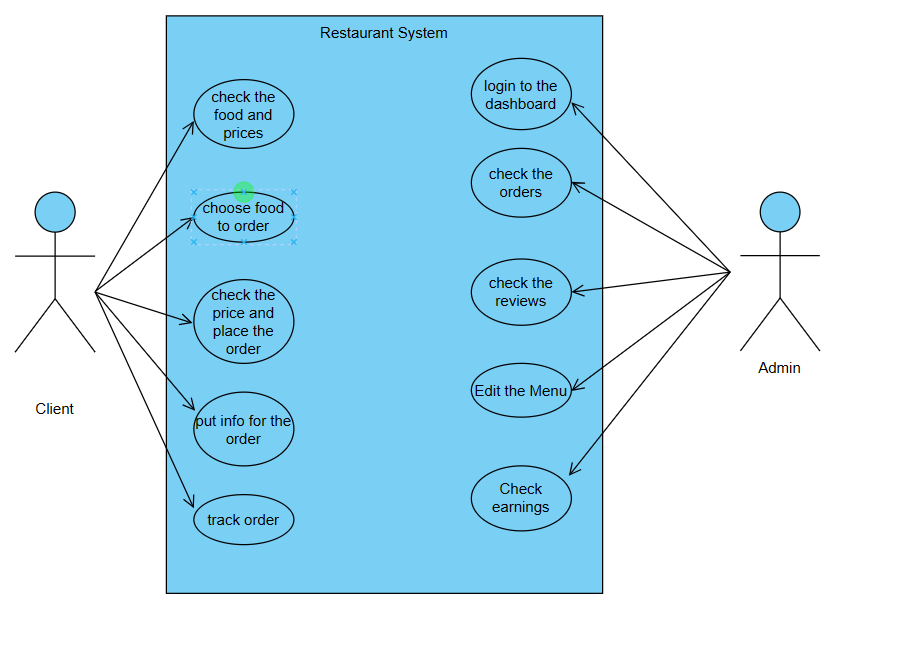 Restaurant System
check the
food and
prices
choose food
to order
check the
price and
place the
order
put info for the
order
track order
Client
login to the
dashboard
check the
orders
check the
reviews
Edit the Menu
Check
earnings
Admin